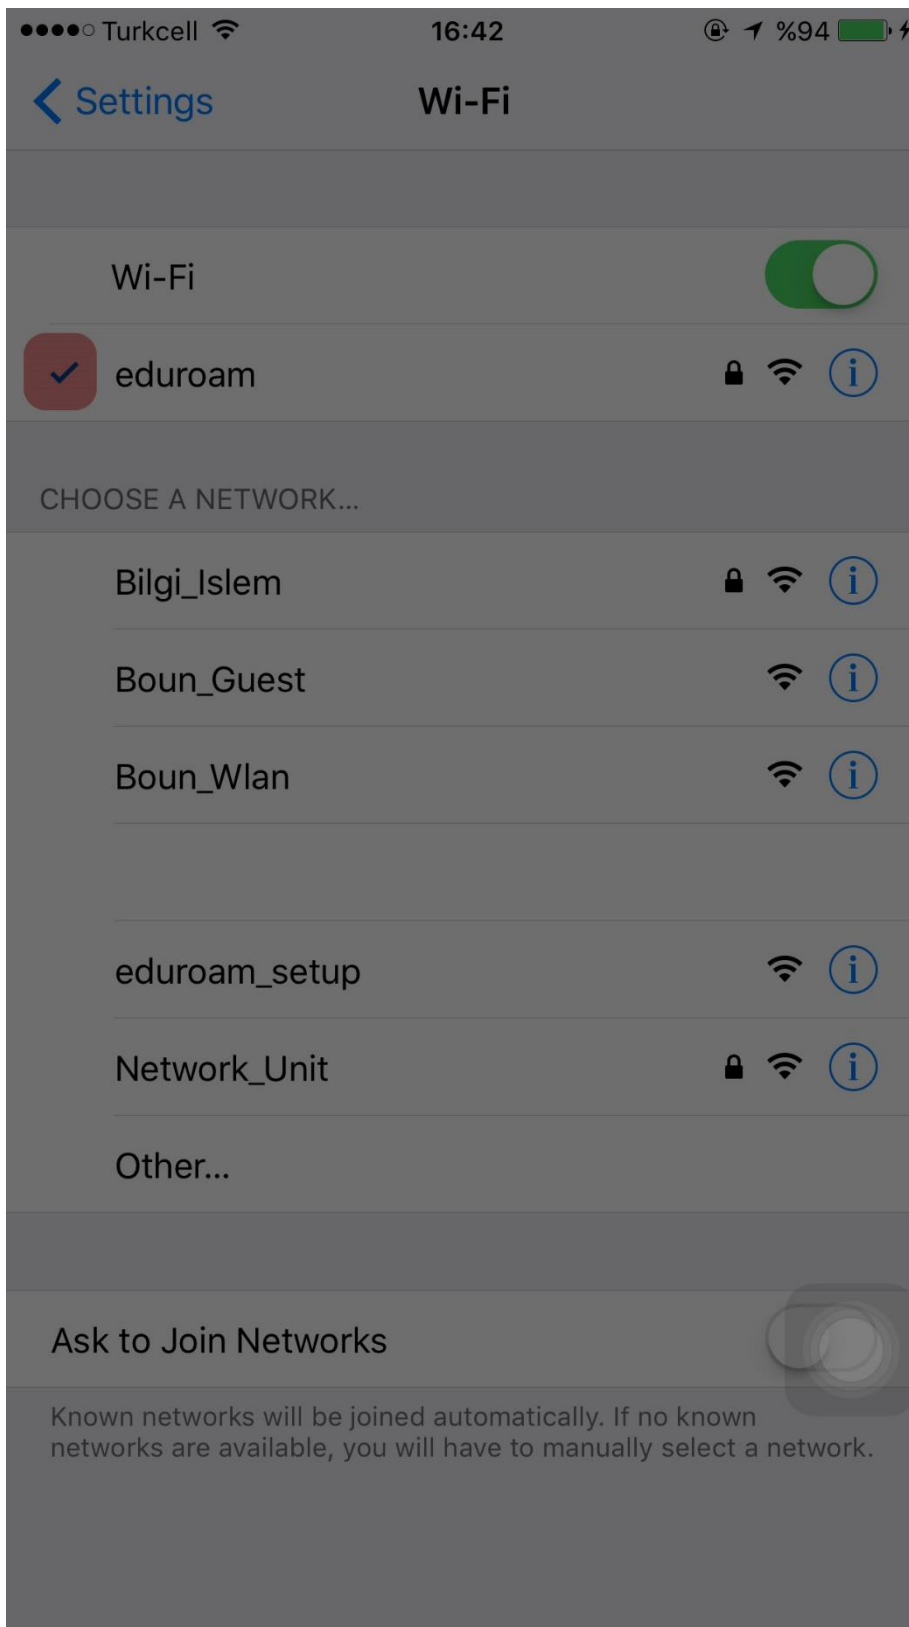 Turkcell 16:42 %94
Settings Wi-Fi
Wi-Fi
eduroam
CHOOSE A NETWORK...
Bilgi_Islem
Boun_Guest
Boun_Wlan
eduroam_setup
Network_Unit
Other...
Ask to Join Networks
Known networks will be joined automatically. If no known
networks are available, you will have to manually select a network.